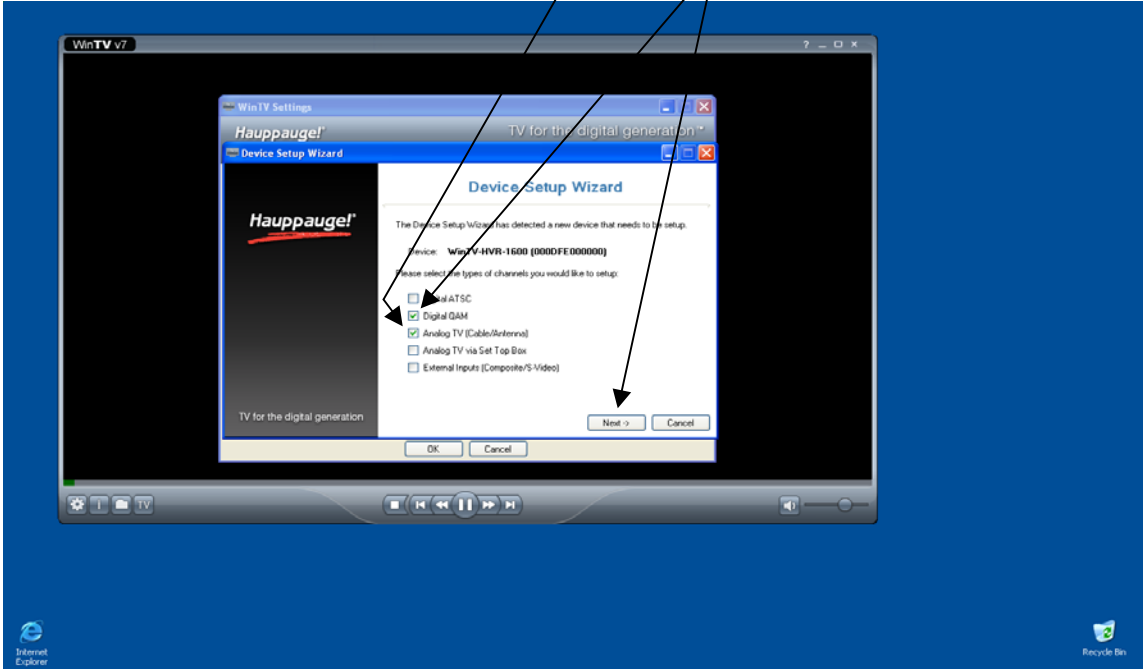 WinTV v7
WinTV Settings
Hauppauge!
TV for the digital generation™
Device Setup Wizard
Device Setup Wizard
Hauppauge!
The Device Setup Wizard has detected a new device that needs to be setup.
Device: WinTV-HVR-1600 (000DFE000000)
Please select the types of channels you would like to setup:
ATSC
Digital QAM
Analog TV (Cable/Antenna)
Analog TV via Set Top Box
External Inputs (Composite/S-Video)
TV for the digital generation
Next ->
Cancel
OK
Cancel
TV
Internet
Explorer
Recycle Bin